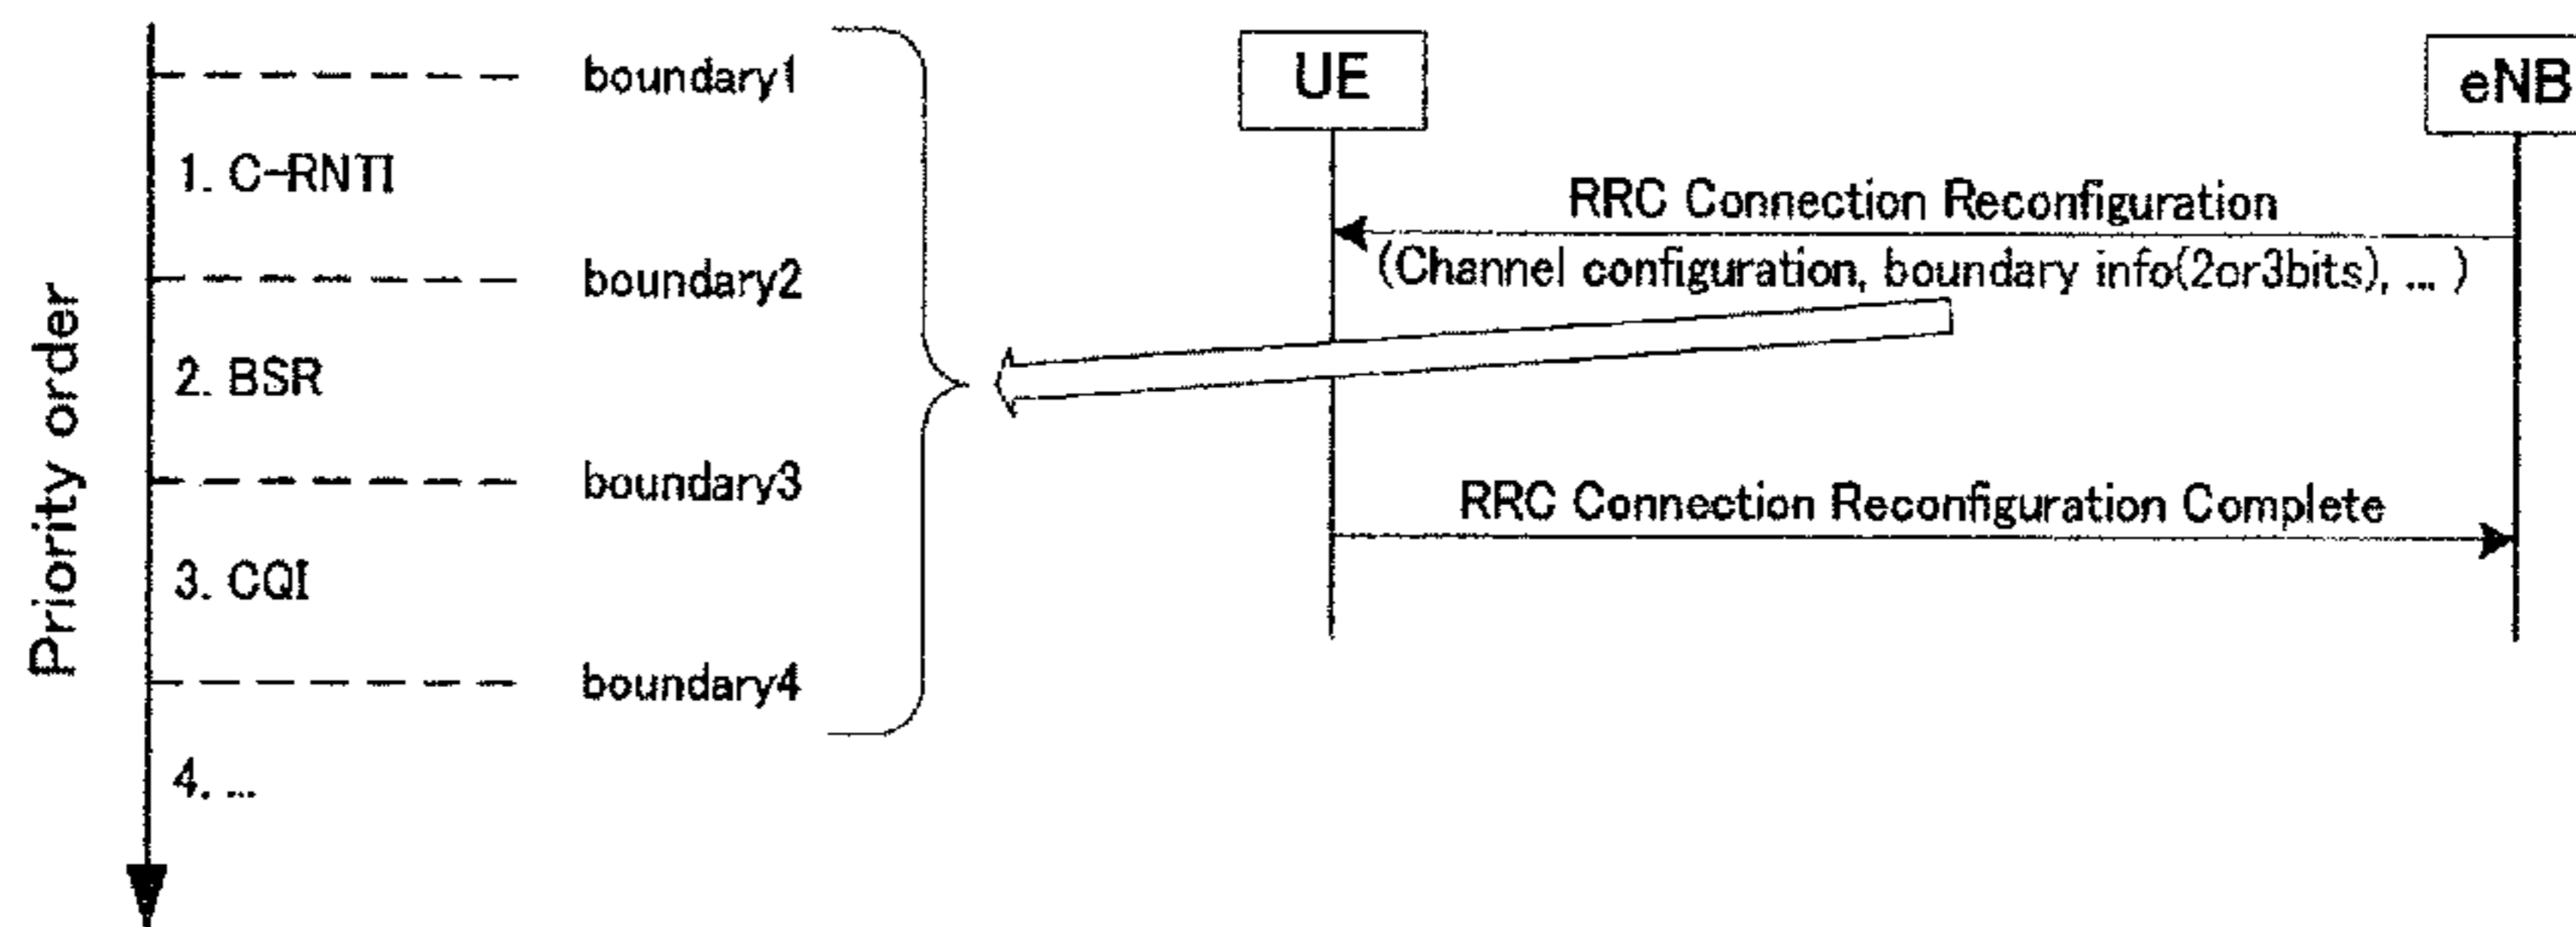 Priority order
boundary1
1. C-RNTI
boundary2
2. BSR
boundary3
3. CQI
boundary4
4. ...
UE
eNB
RRC Connection Reconfiguration
(Channel configuration, boundary info(2or3bits), ... )
RRC Connection Reconfiguration Complete